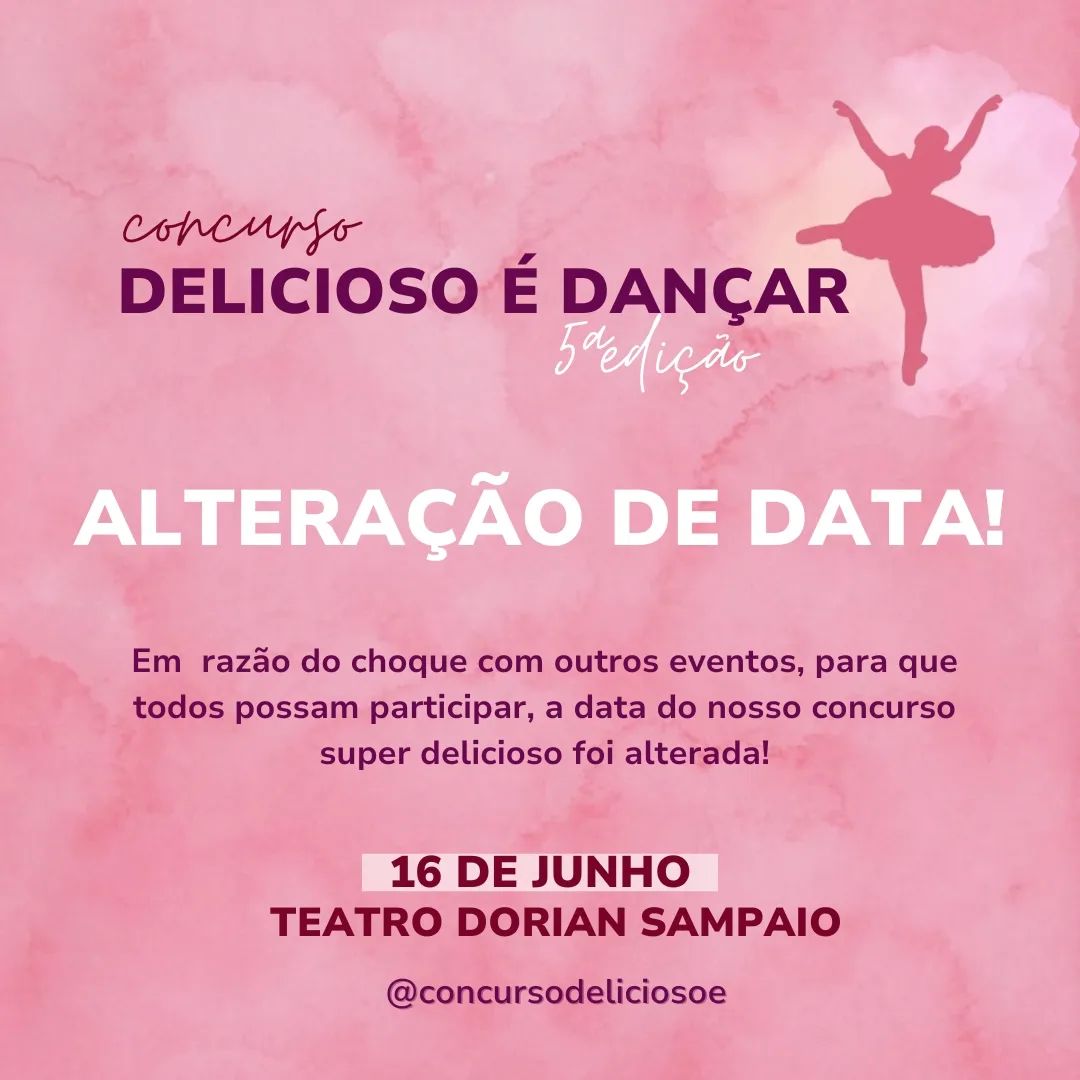 concurso
DELICIOSO É DANÇAR
5ª edição
ALTERAÇÃO DE DATA!
Em razão do choque com outros eventos, para que
todos possam participar, a data do nosso concurso
super delicioso foi alterada!
16 DE JUNHO
TEATRO DORIAN SAMPAIO
@concursodeliciosoe